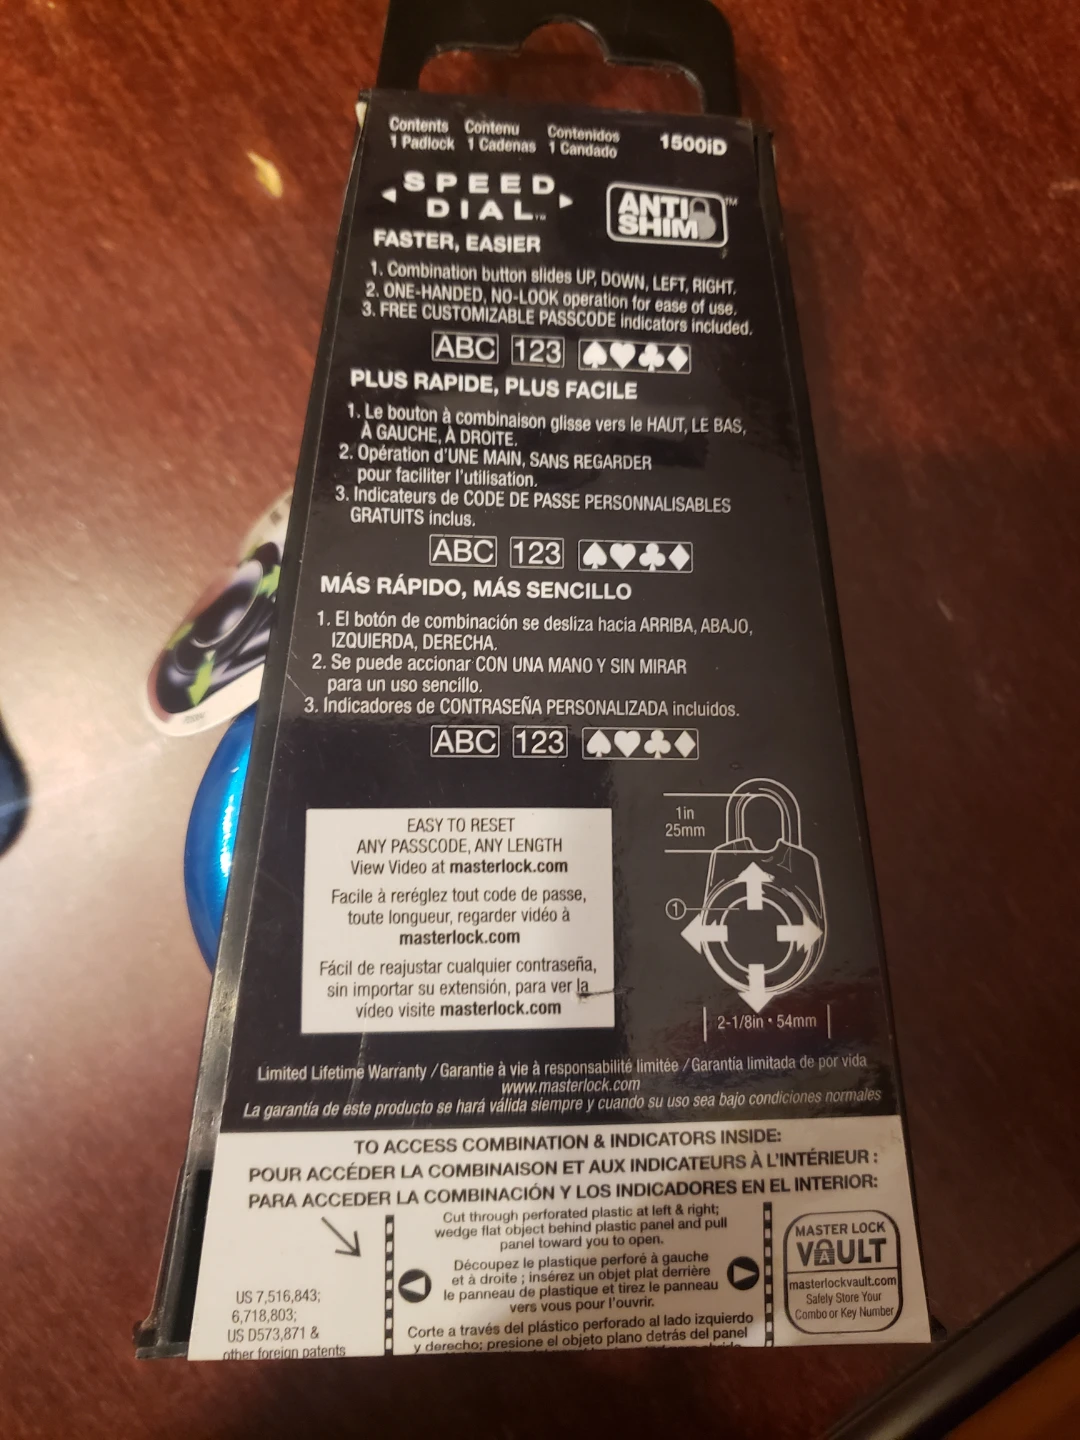 Contents Contenu Contenidos
1 Padlock 1 Cadenas 1 Candado
1500iD
SPEED
DIAL™
ANTI
SHIM™
FASTER, EASIER
1. Combination button slides UP, DOWN, LEFT, RIGHT.
2. ONE-HANDED, NO-LOOK operation for ease of use.
3. FREE CUSTOMIZABLE PASSCODE indicators included.
ABC 123 ♠♥♣♦
PLUS RAPIDE, PLUS FACILE
1. Le bouton à combinaison glisse vers le HAUT, LE BAS,
À GAUCHE, À DROITE.
2. Opération d'UNE MAIN, SANS REGARDER
pour faciliter l'utilisation.
3. Indicateurs de CODE DE PASSE PERSONNALISABLES
GRATUITS inclus.
ABC 123 ♠♥♣♦
MÁS RÁPIDO, MÁS SENCILLO
1. El botón de combinación se desliza hacia ARRIBA, ABAJO,
IZQUIERDA, DERECHA.
2. Se puede accionar CON UNA MANO Y SIN MIRAR
para un uso sencillo.
3. Indicadores de CONTRASEÑA PERSONALIZADA incluidos.
ABC 123 ♠♥♣♦
EASY TO RESET
ANY PASSCODE, ANY LENGTH
View Video at masterlock.com
Facile à reréglez tout code de passe,
toute longueur, regarder vidéo à
masterlock.com
Fácil de reajustar cualquier contraseña,
sin importar su extensión, para ver la
vídeo visite masterlock.com
1in
25mm
1
2-1/8in • 54mm
Limited Lifetime Warranty / Garantie à vie à responsabilité limitée / Garantía limitada de por vida
www.masterlock.com
La garantía de este producto se hará válida siempre y cuando su uso sea bajo condiciones normales
TO ACCESS COMBINATION & INDICATORS INSIDE:
POUR ACCÉDER LA COMBINAISON ET AUX INDICATEURS À L'INTÉRIEUR :
PARA ACCEDER LA COMBINACIÓN Y LOS INDICADORES EN EL INTERIOR:
Cut through perforated plastic at left & right;
wedge flat object behind plastic panel and pull
panel toward you to open.
Découpez le plastique perforé à gauche
et à droite ; insérez un objet plat derrière
le panneau de plastique et tirez le panneau
vers vous pour l'ouvrir.
Corte a través del plástico perforado al lado izquierdo
y derecho; presione el objeto plano detrás del panel
US 7,516,843;
6,718,803;
US D573,871 &
other foreign patents
MASTER LOCK
VAULT
masterlockvault.com
Safely Store Your
Combo or Key Number